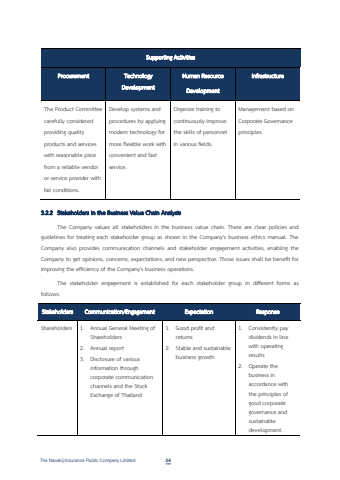 Supporting Activities
Procurement
Technology
Development
Human Resource
Development
Infrastructure
The Product Committee
carefully considered
providing quality
products and services
with reasonable price
from a reliable vendor
or service provider with
fair conditions.
Develop systems and
procedures by applying
modern technology for
more flexible work with
convenient and fast
service.
Organize training to
continuously improve
the skills of personnel
in various fields.
Management based on
Corporate Governance
principles.
3.2.2 Stakeholders in the Business Value Chain Analysis
The Company values all stakeholders in the business value chain. There are clear policies and
guidelines for treating each stakeholder group as shown in the Company's business ethics manual. The
Company also provides communication channels and stakeholder engagement activities, enabling the
Company to get opinions, concerns, expectations, and new perspective. Those issues shall be benefit for
improving the efficiency of the Company's business operations.
The stakeholder engagement is established for each stakeholder group in different forms as
follows:
Stakeholders
Communication/Engagement
Expectation
Response
Shareholders
1. Annual General Meeting of
Shareholders
2. Annual report
3. Disclosure of various
information through
corporate communication
channels and the Stock
Exchange of Thailand
1. Good profit and
returns
2. Stable and sustainable
business growth
1. Consistently pay
dividends in line
with operating
results
2. Operate the
business in
accordance with
the principles of
good corporate
governance and
sustainable
development.
The Navakij Insurance Public Company Limited
54